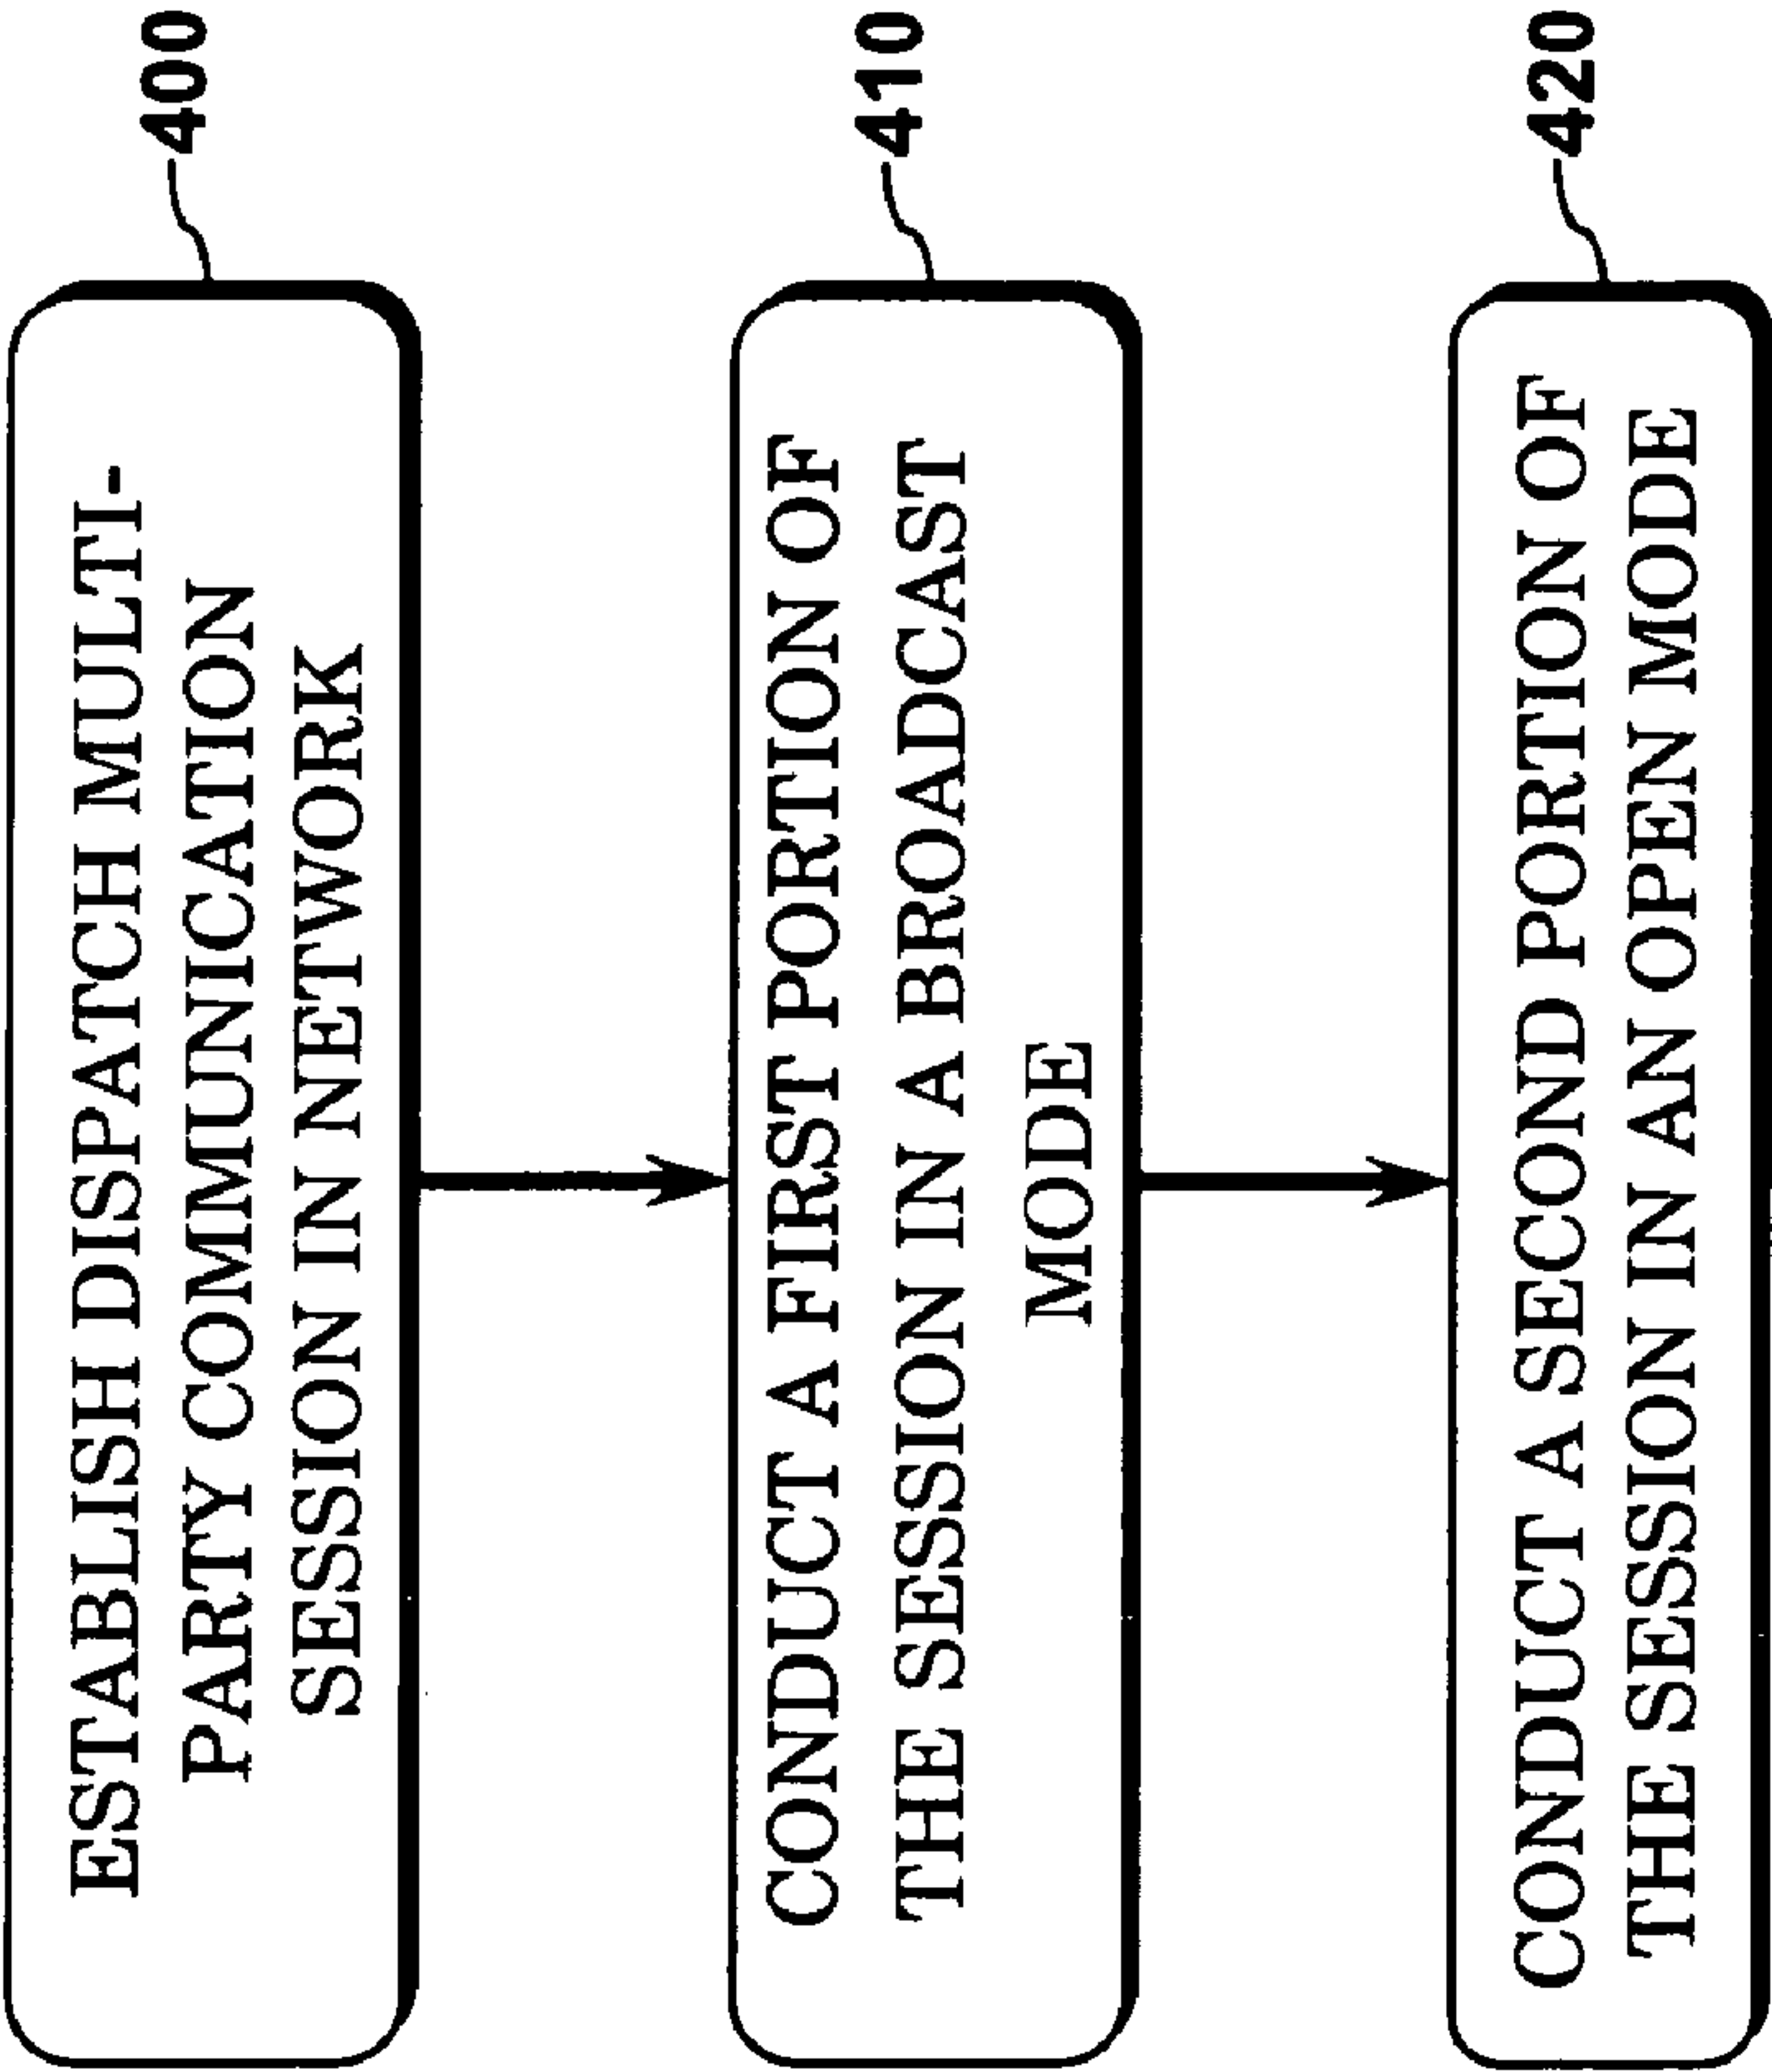 ESTABLISH DISPATCH MULTI-
PARTY COMMUNICATION
SESSION IN NETWORK
400
CONDUCT A FIRST PORTION OF
THE SESSION IN A BROADCAST
MODE
410
CONDUCT A SECOND PORTION OF
THE SESSION IN AN OPEN MODE
420